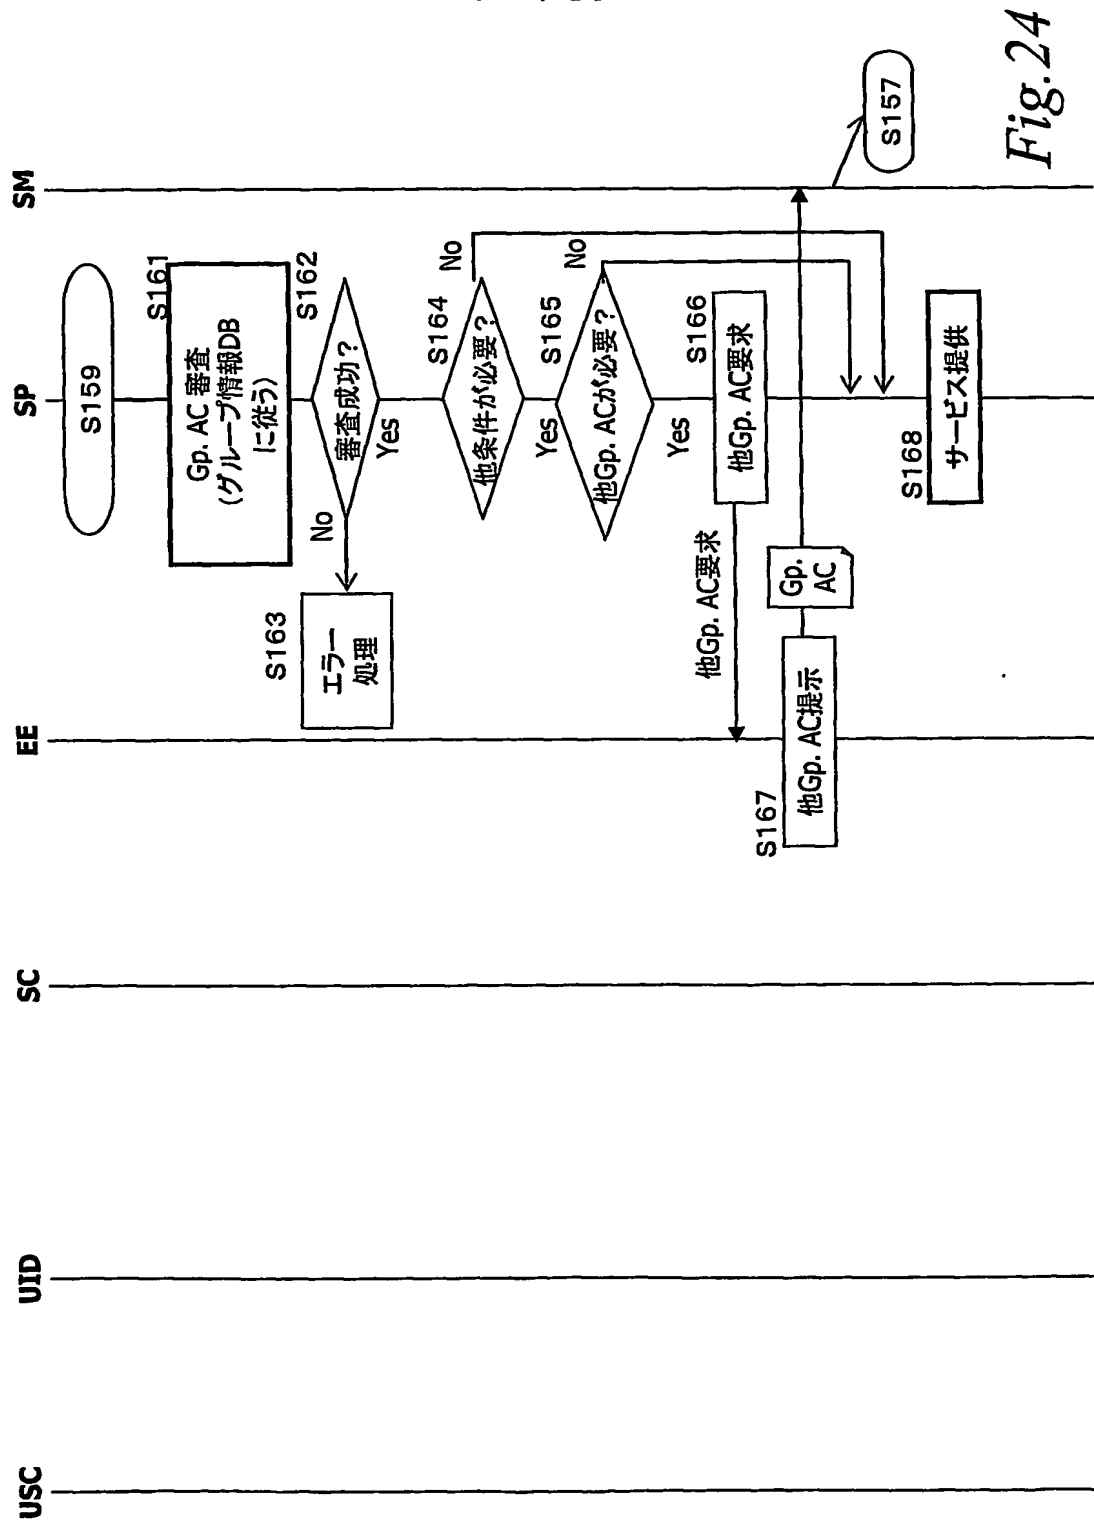 USC
UID
SC
EE
SP
SM
S159
S161
Gp. AC 審査
(グループ情報DB
に従う)
S162
審査成功?
No
Yes
S163
エラー
処理
S164
他条件が必要?
No
Yes
S165
他Gp. ACが必要?
No
Yes
S166
他Gp. AC要求
他Gp. AC要求
S167
他Gp. AC提示
Gp.
AC
S157
S168
サービス提供
Fig.24